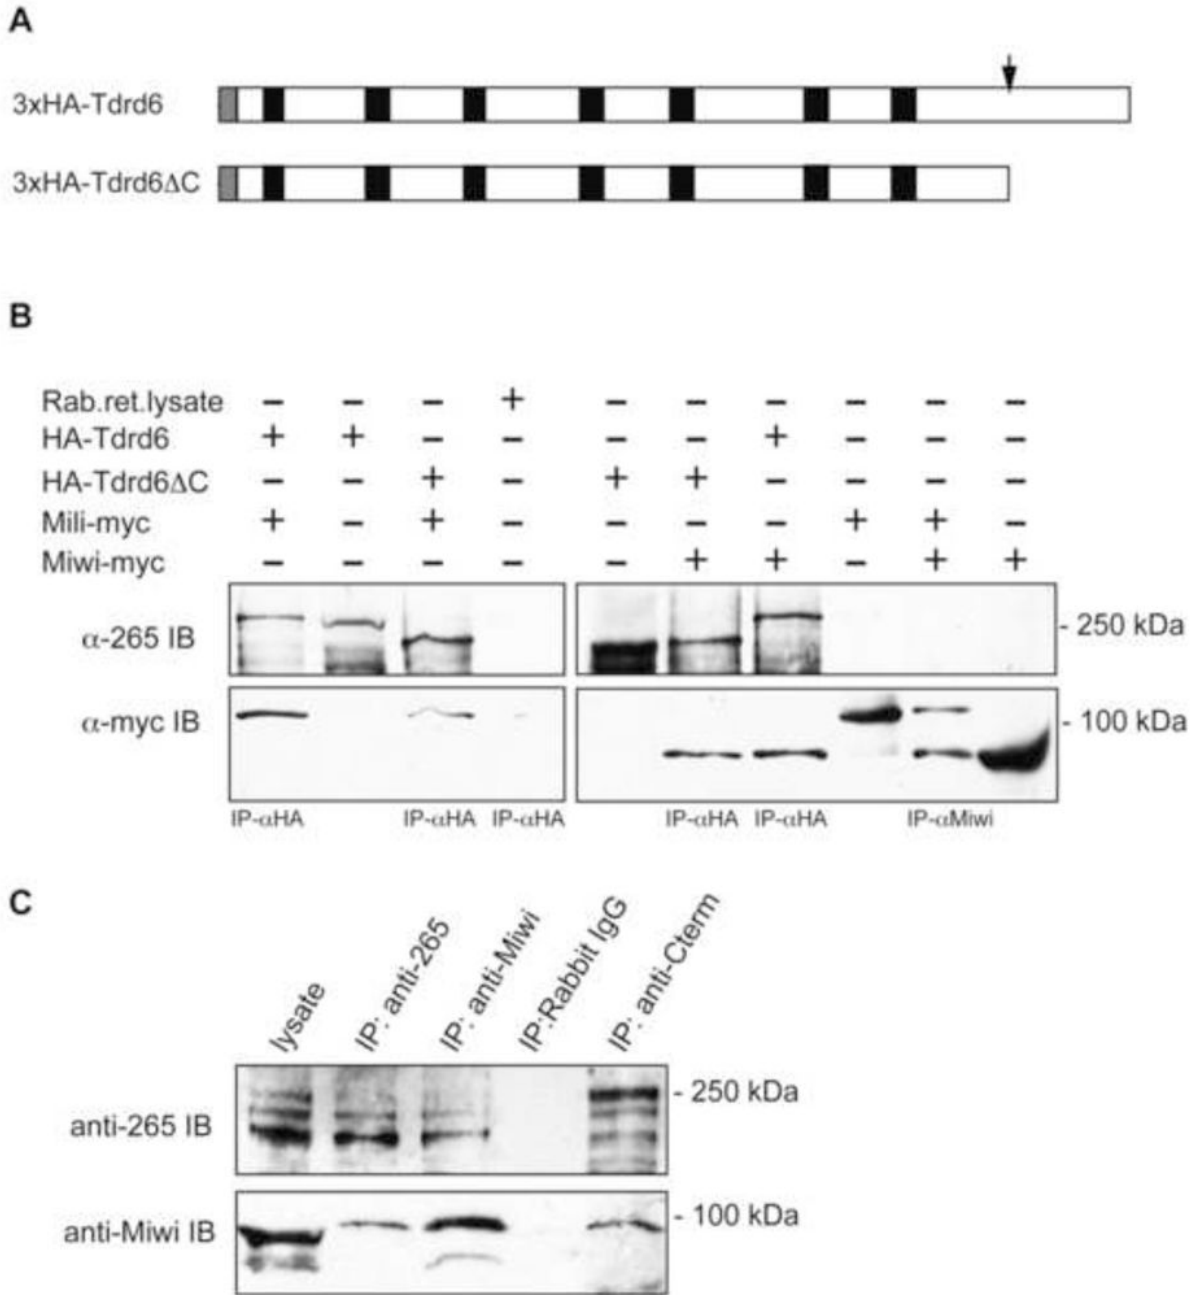 A
3xHA-Tdrd6
3xHA-Tdrd6ΔC
B
Rab.ret.lysate – – – + – – – – – –
HA-Tdrd6 + + – – – – + – – –
HA-Tdrd6ΔC – – + – + + – – – –
Mili-myc + – + – – – – + + –
Miwi-myc – – – – – + + – + +
α-265 IB - 250 kDa
α-myc IB - 100 kDa
IP-αHA IP-αHA IP-αHA IP-αHA IP-αHA IP-αMiwi
C
lysate
IP: anti-265
IP: anti-Miwi
IP:Rabbit IgG
IP: anti-Cterm
anti-265 IB - 250 kDa
anti-Miwi IB - 100 kDa